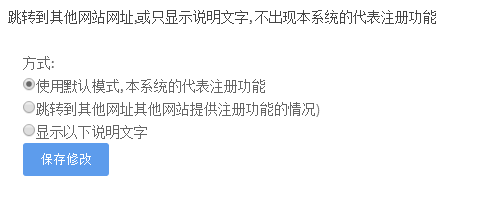 跳转到其他网站网址,或只显示说明文字,不出现本系统的代表注册功能
方式:
使用默认模式,本系统的代表注册功能
跳转到其他网址其他网站提供注册功能的情况)
显示以下说明文字
保存修改